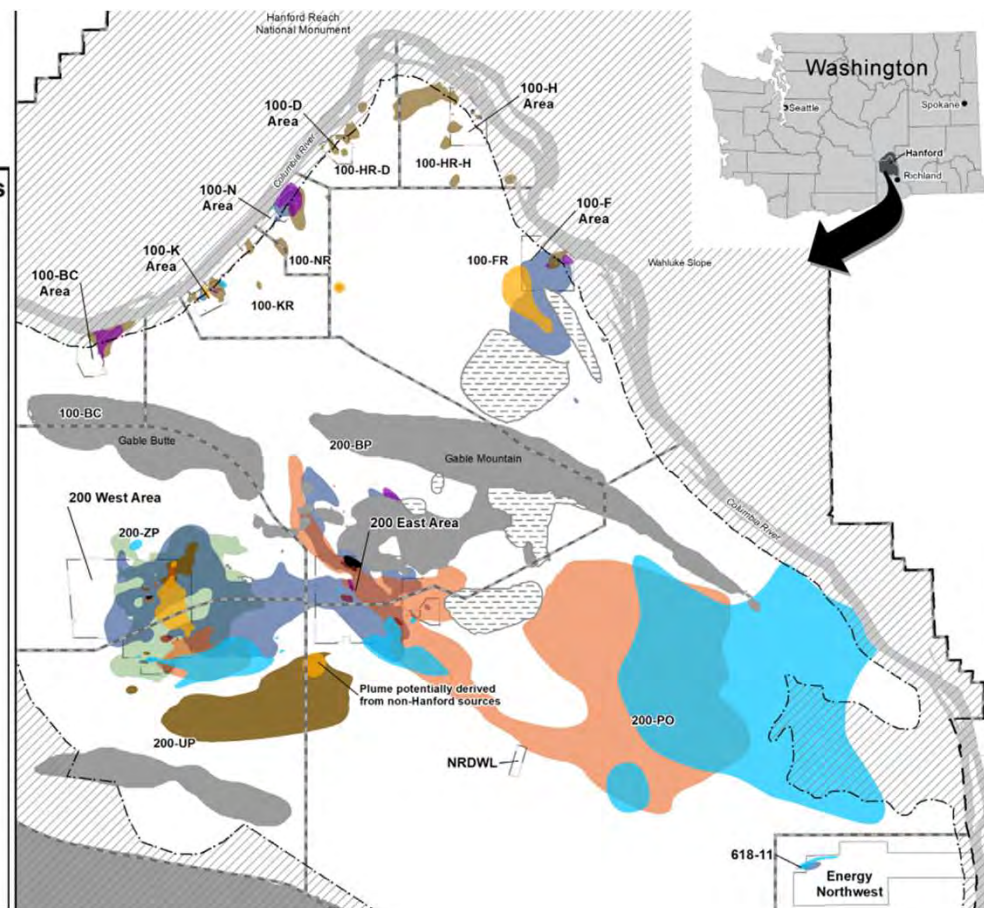 Hanford Reach
National Monument
Washington
Seattle
Spokane
Hanford
Richland
100-D
Area
100-H
Area
Columbia River
100-HR-D
100-HR-H
100-N
Area
100-F
Area
100-K
Area
100-NR
100-FR
Wahluke Slope
100-BC
Area
100-KR
100-BC
Gable Butte
200-BP
Gable Mountain
200 West Area
200-ZP
200 East Area
Columbia River
Plume potentially derived
from non-Hanford sources
200-UP
200-PO
NRDWL
618-11
Energy
Northwest